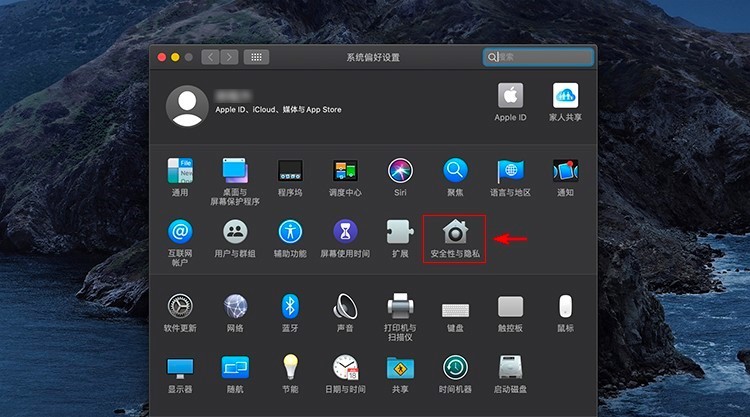 系统偏好设置
搜索
Apple ID、iCloud、媒体与 App Store
Apple ID
家人共享
通用
桌面与
屏幕保护程序
程序坞
调度中心
Siri
聚焦
语言与地区
通知
互联网
帐户
用户与群组
辅助功能
屏幕使用时间
扩展
安全性与隐私
软件更新
网络
蓝牙
声音
打印机与
扫描仪
键盘
触控板
鼠标
显示器
随航
节能
日期与时间
共享
时间机器
启动磁盘